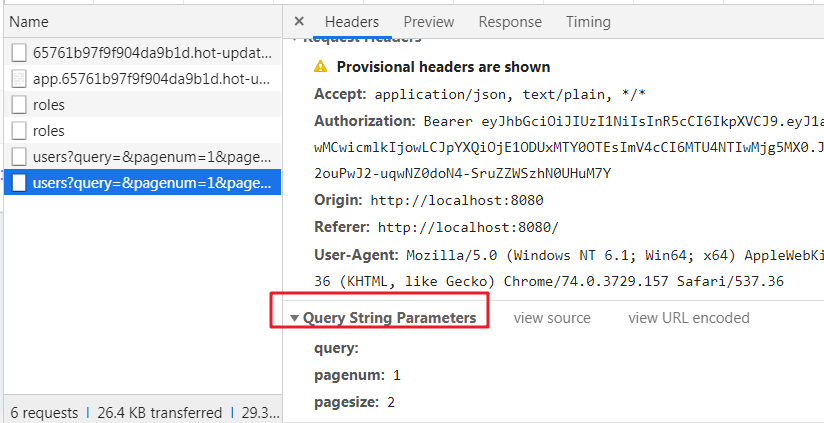 Name
65761b97f9f904da9b1d.hot-updat...
app.65761b97f9f904da9b1d.hot-u...
roles
roles
users?query=&pagenum=1&page...
users?query=&pagenum=1&page...
6 requests | 26.4 KB transferred | 29.3...
× Headers Preview Response Timing
Request Headers
Provisional headers are shown
Accept: application/json, text/plain, */*
Authorization: Bearer eyJhbGciOiJIUzI1NiIsInR5cCI6IkpXVCJ9.eyJ1a
wMCwicmlkIjowLCJpYXQiOjE1ODUxMTY0OTEsImV4cCI6MTU4NTIwMjg5MX0.J
2ouPwJ2-uqwNZ0doN4-SruZZWSzhN0UHuM7Y
Origin: http://localhost:8080
Referer: http://localhost:8080/
User-Agent: Mozilla/5.0 (Windows NT 6.1; Win64; x64) AppleWebKi
36 (KHTML, like Gecko) Chrome/74.0.3729.157 Safari/537.36
Query String Parameters view source view URL encoded
query:
pagenum: 1
pagesize: 2